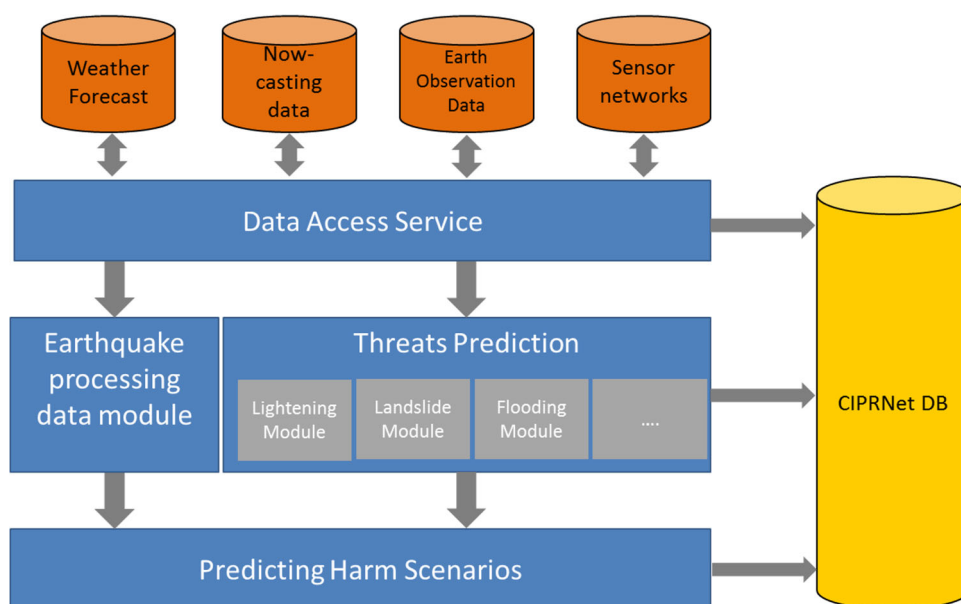 Weather
Forecast
Now-
casting
data
Earth
Observation
Data
Sensor
networks
Data Access Service
Earthquake
processing
data module
Threats Prediction
Lightening
Module
Landslide
Module
Flooding
Module
....
CIPRNet DB
Predicting Harm Scenarios